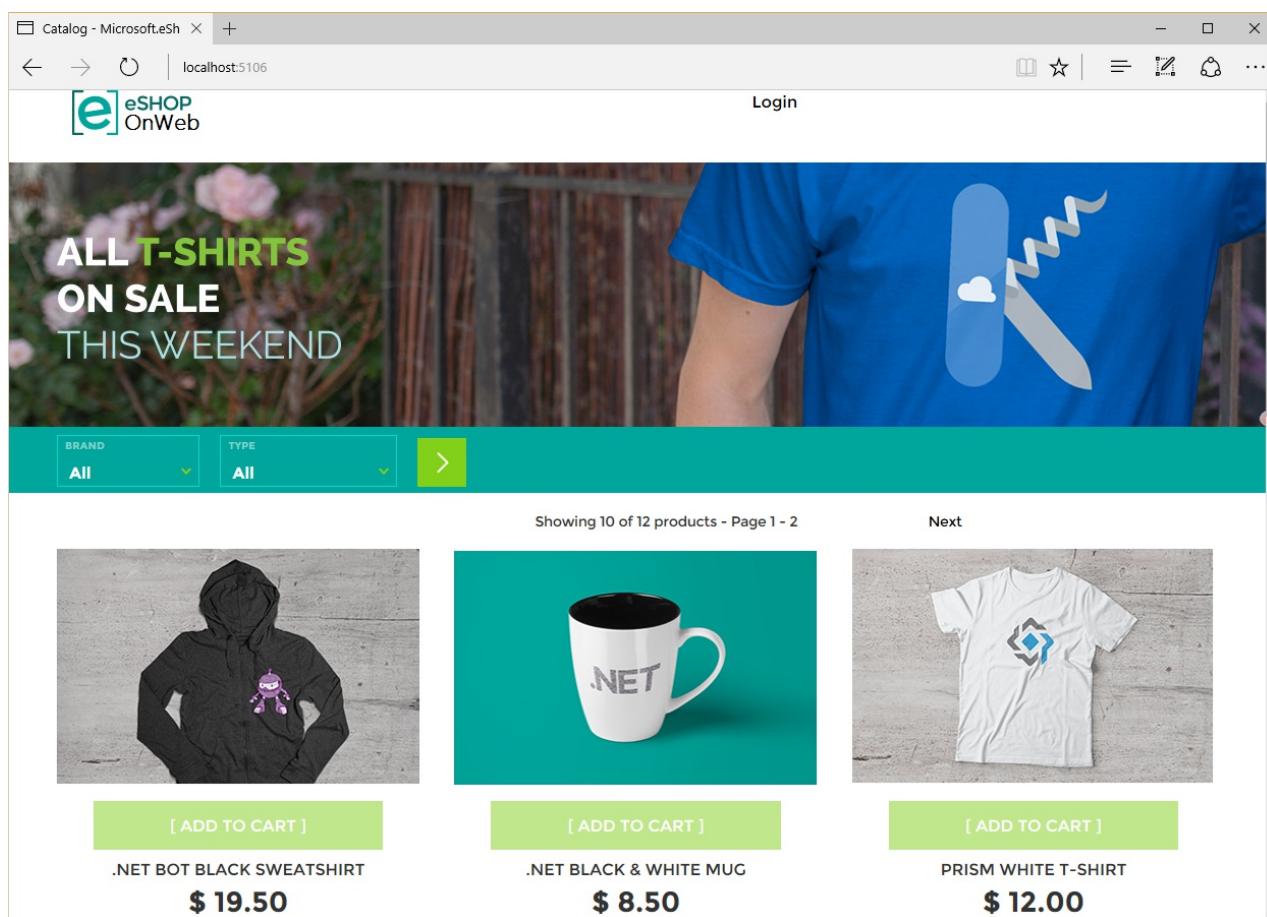 Catalog - Microsoft.eSh
localhost:5106
e eSHOP
OnWeb
Login
ALL T-SHIRTS
ON SALE
THIS WEEKEND
BRAND
All
TYPE
All
Showing 10 of 12 products - Page 1 - 2
Next
.NET
[ ADD TO CART ]
[ ADD TO CART ]
[ ADD TO CART ]
.NET BOT BLACK SWEATSHIRT
.NET BLACK & WHITE MUG
PRISM WHITE T-SHIRT
$ 19.50
$ 8.50
$ 12.00